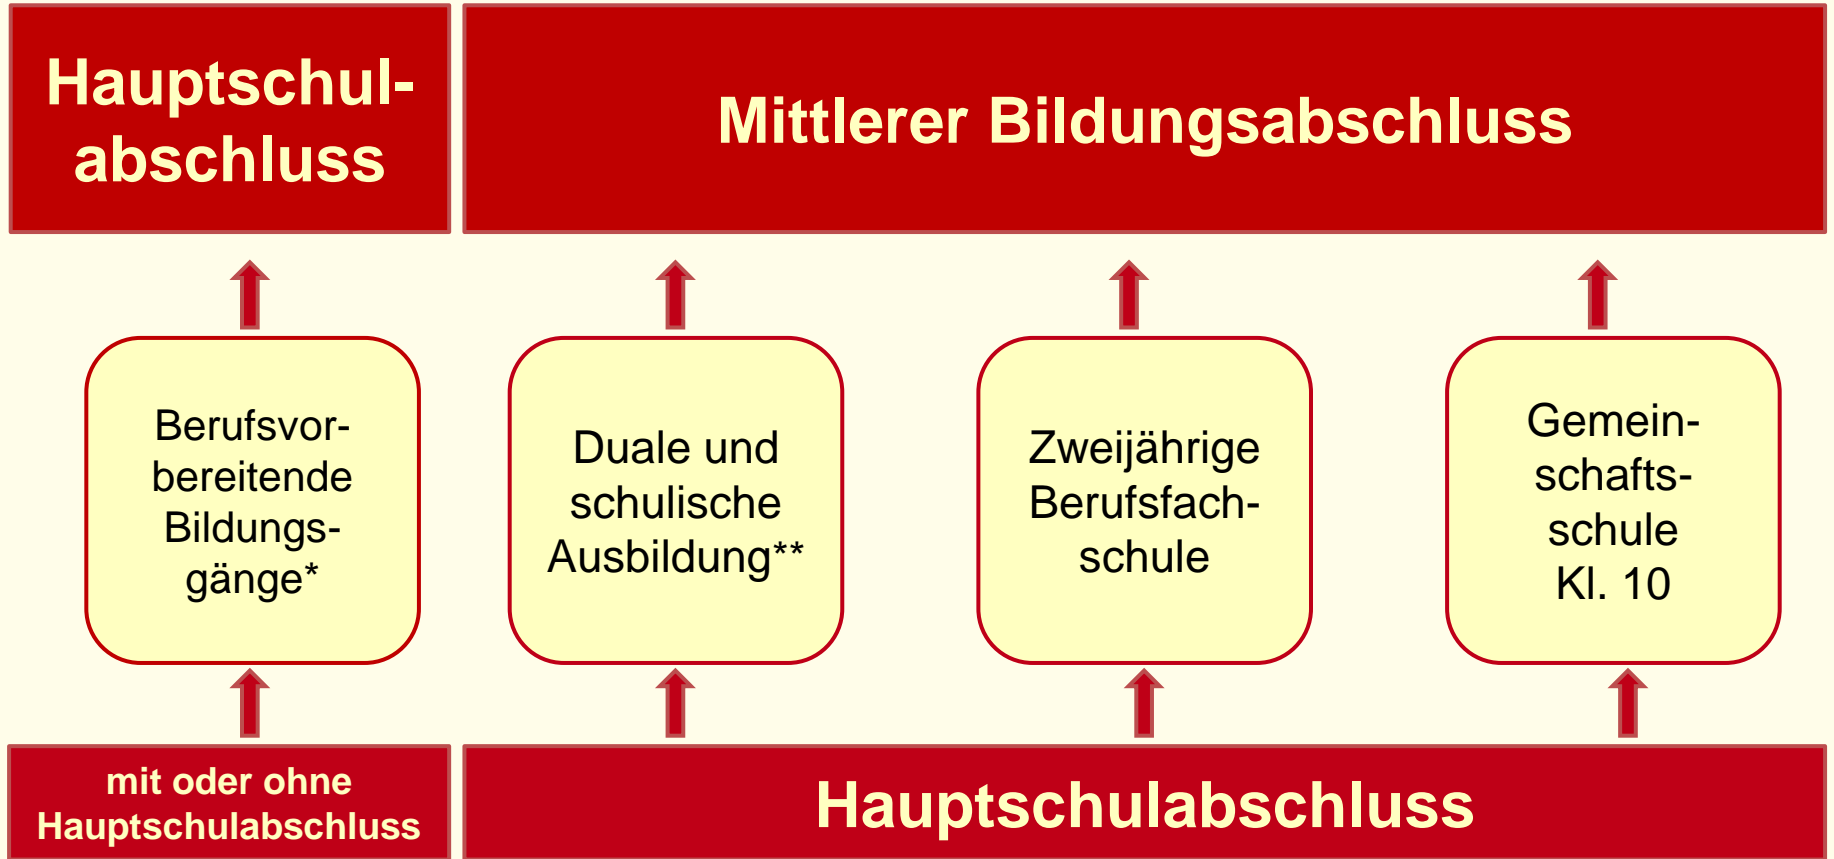 Hauptschul-
abschluss
Mittlerer Bildungsabschluss
Berufsvor-
bereitende
Bildungs-
gänge*
Duale und
schulische
Ausbildung**
Zweijährige
Berufsfach-
schule
Gemein-
schafts-
schule
Kl. 10
mit oder ohne
Hauptschulabschluss
Hauptschulabschluss